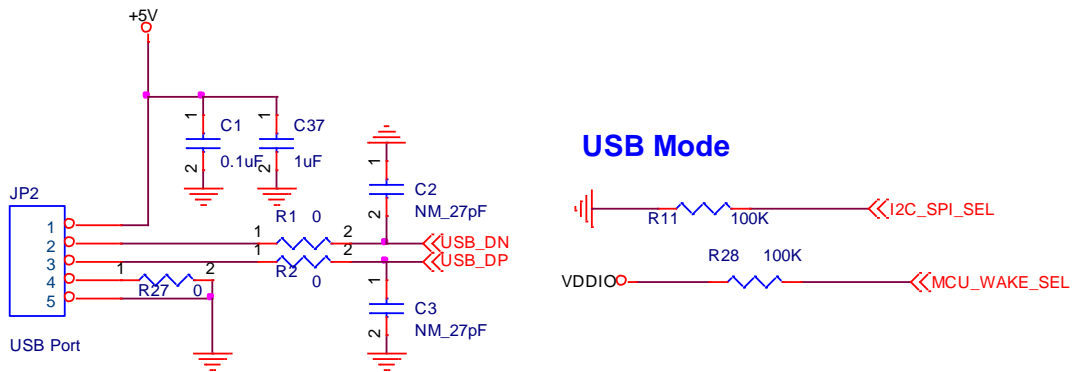 +5V
1
1
C1
C37
0.1uF
1uF
2
2
USB Mode
1
C2
NM_27pF
2
JP2
R1 0
R11 100K
I2C_SPI_SEL
1
1
2
USB_DN
2
1
2
USB_DP
3
R2
0
R28 100K
4
1
2
R27 0
VDDIO
MCU_WAKE_SEL
5
1
C3
NM_27pF
2
USB Port